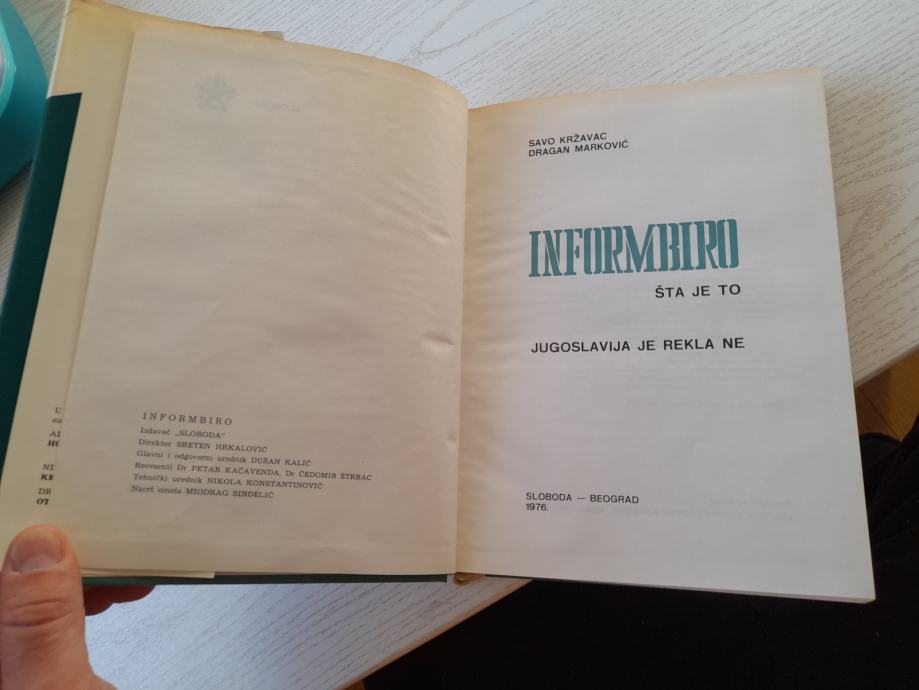 INFORMBIRO
Izdavač „SLOBODA"
Direktor SRETEN HRKALOVIĆ
Glavni i odgovorni urednik DUŠAN KALIĆ
Recezenti Dr PETAR KAČAVENDA, Dr ČEDOMIR ŠTRBAC
Tehnički urednik NIKOLA KONSTANTINOVIĆ
Nacrt omota MIODRAG SINĐELIĆ
SAVO KRŽAVAC
DRAGAN MARKOVIĆ
INFORMBIRO
ŠTA JE TO
JUGOSLAVIJA JE REKLA NE
SLOBODA — BEOGRAD
1976.